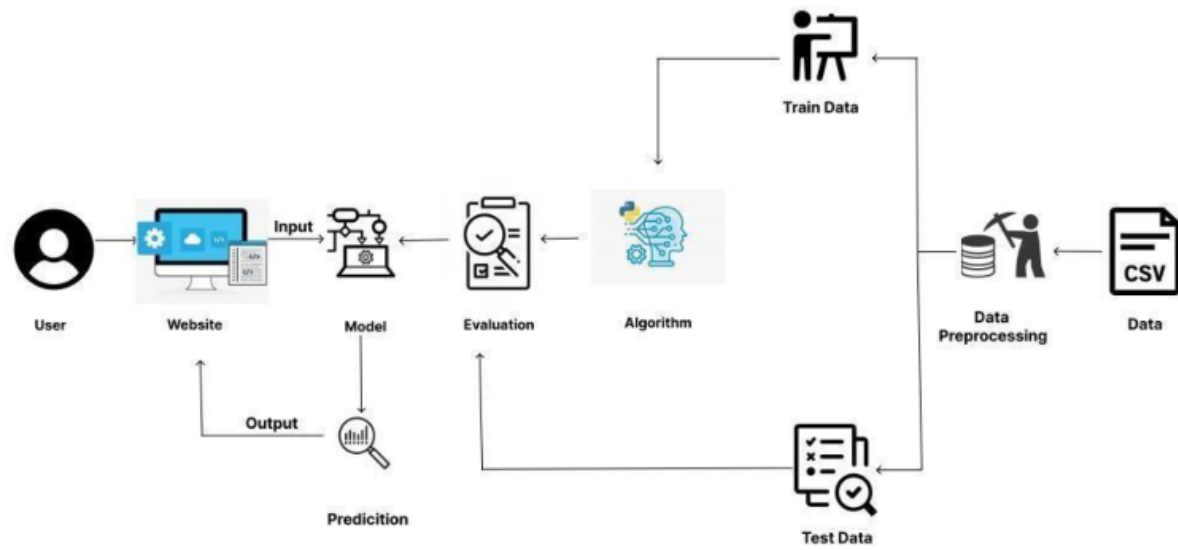 Train Data
Input
CSV
User
Website
Model
Evaluation
Algorithm
Data
Preprocessing
Data
Output
Predicition
Test Data